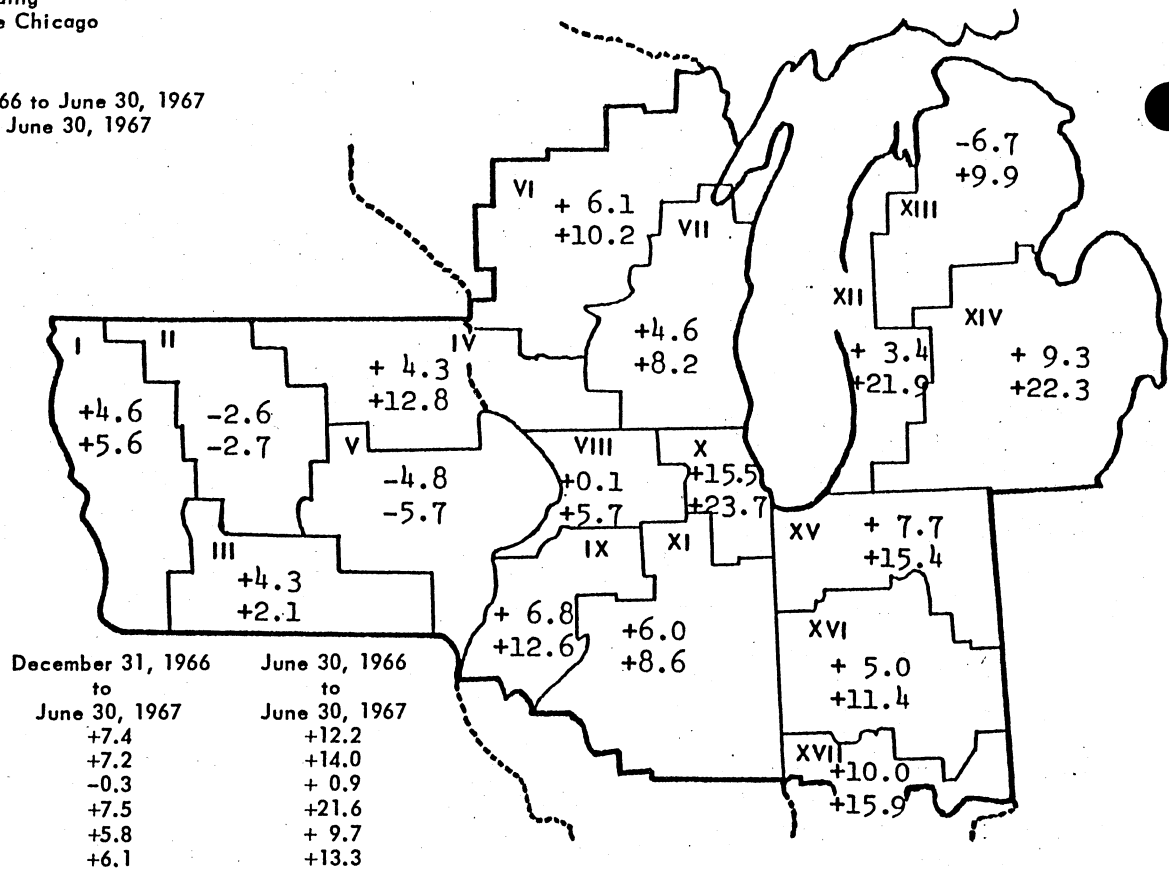 e Chicago
66 to June 30, 1967
June 30, 1967
-6.7
+9.9
XIII
VI
+ 6.1
+10.2
VII
XII
XIV
I
II
IV
+4.6
+8.2
+ 3.4
+21.9
+ 9.3
+22.3
+ 4.3
+12.8
+4.6
+5.6
-2.6
-2.7
V
-4.8
-5.7
VIII
+0.1
+5.7
X
+15.5
+23.7
III
+4.3
+2.1
IX
+ 6.8
+12.6
XI
+6.0
+8.6
XV
+ 7.7
+15.4
XVI
+ 5.0
+11.4
XVII
+10.0
+15.9
December 31, 1966 June 30, 1966
to to
June 30, 1967 June 30, 1967
+7.4 +12.2
+7.2 +14.0
-0.3 + 0.9
+7.5 +21.6
+5.8 + 9.7
+6.1 +13.3